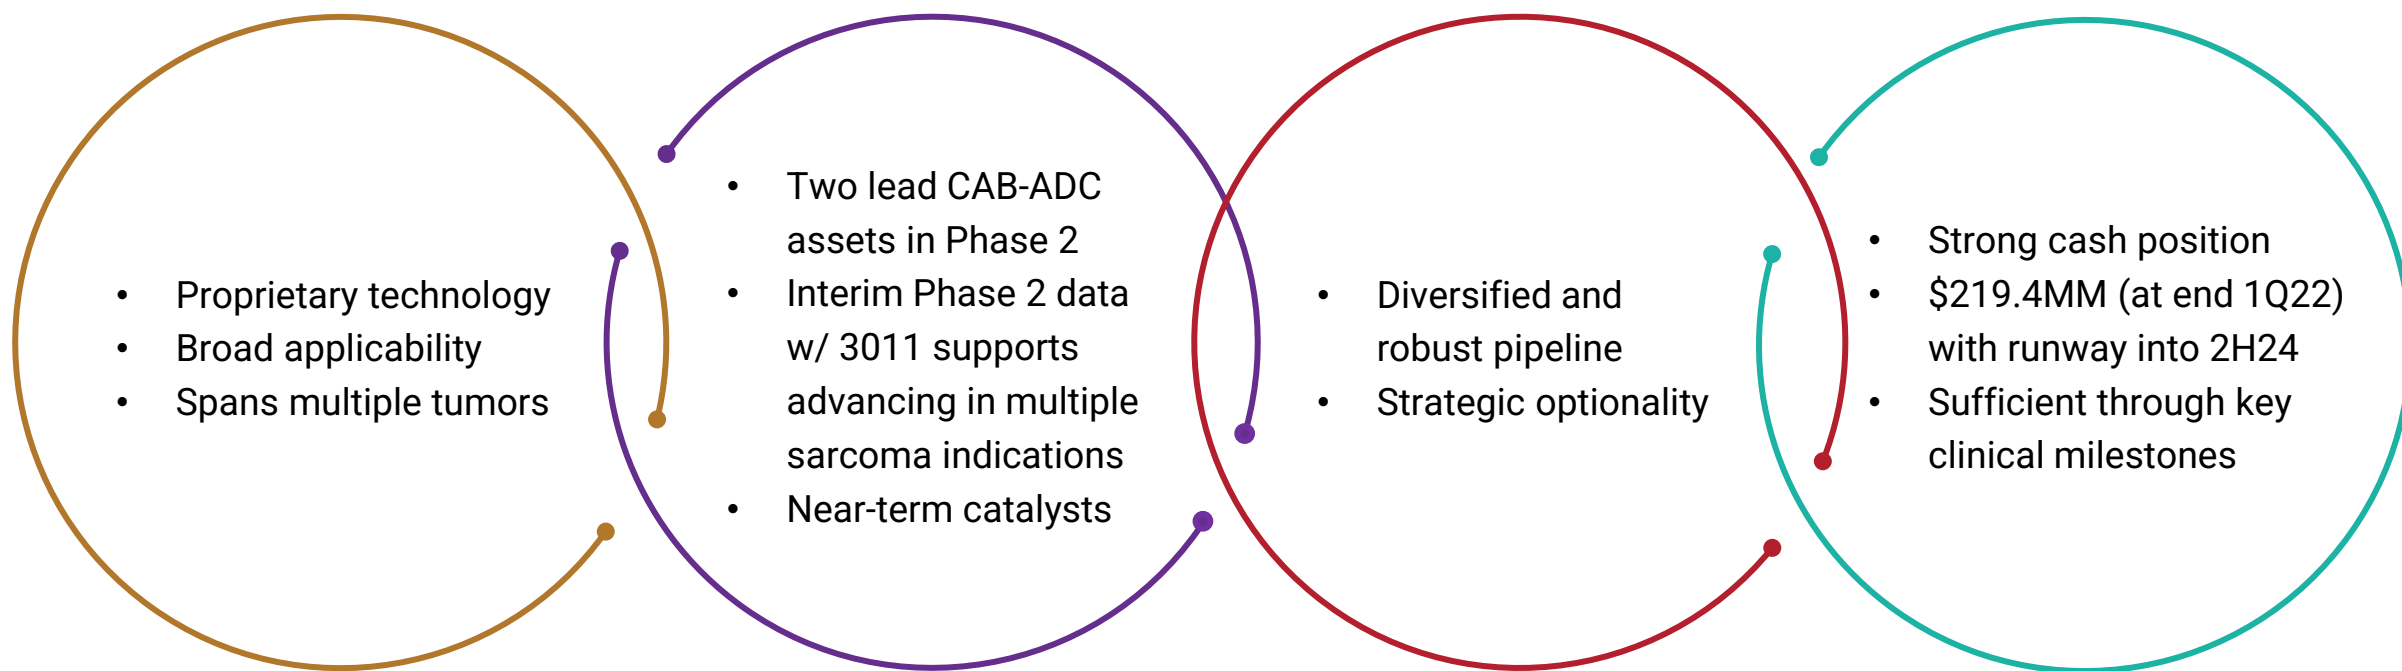 • Proprietary technology
• Broad applicability
• Spans multiple tumors
• Two lead CAB-ADC
assets in Phase 2
• Interim Phase 2 data
w/ 3011 supports
advancing in multiple
sarcoma indications
• Near-term catalysts
• Diversified and
robust pipeline
• Strategic optionality
• Strong cash position
• $219.4MM (at end 1Q22)
with runway into 2H24
• Sufficient through key
clinical milestones